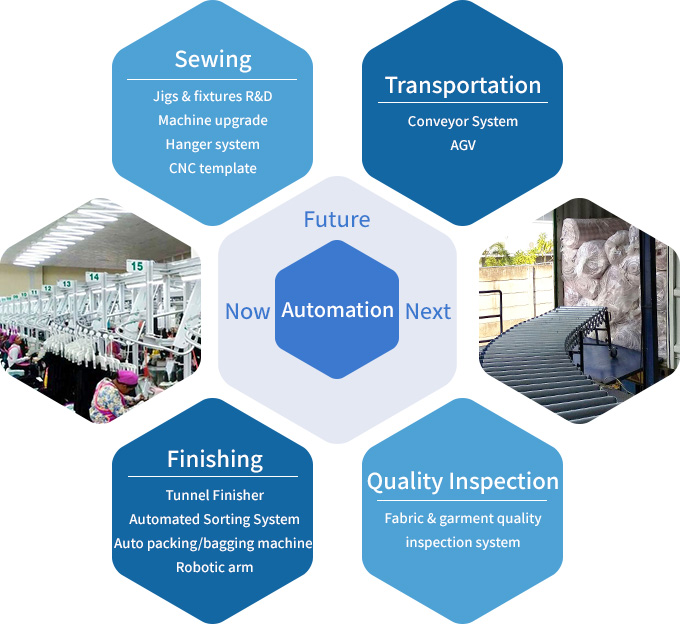 Sewing
Jigs & fixtures R&D
Machine upgrade
Hanger system
CNC template
Transportation
Conveyor System
AGV
Future
Now
Automation
Next
15
14
13
12
Finishing
Tunnel Finisher
Automated Sorting System
Auto packing/bagging machine
Robotic arm
Quality Inspection
Fabric & garment quality
inspection system